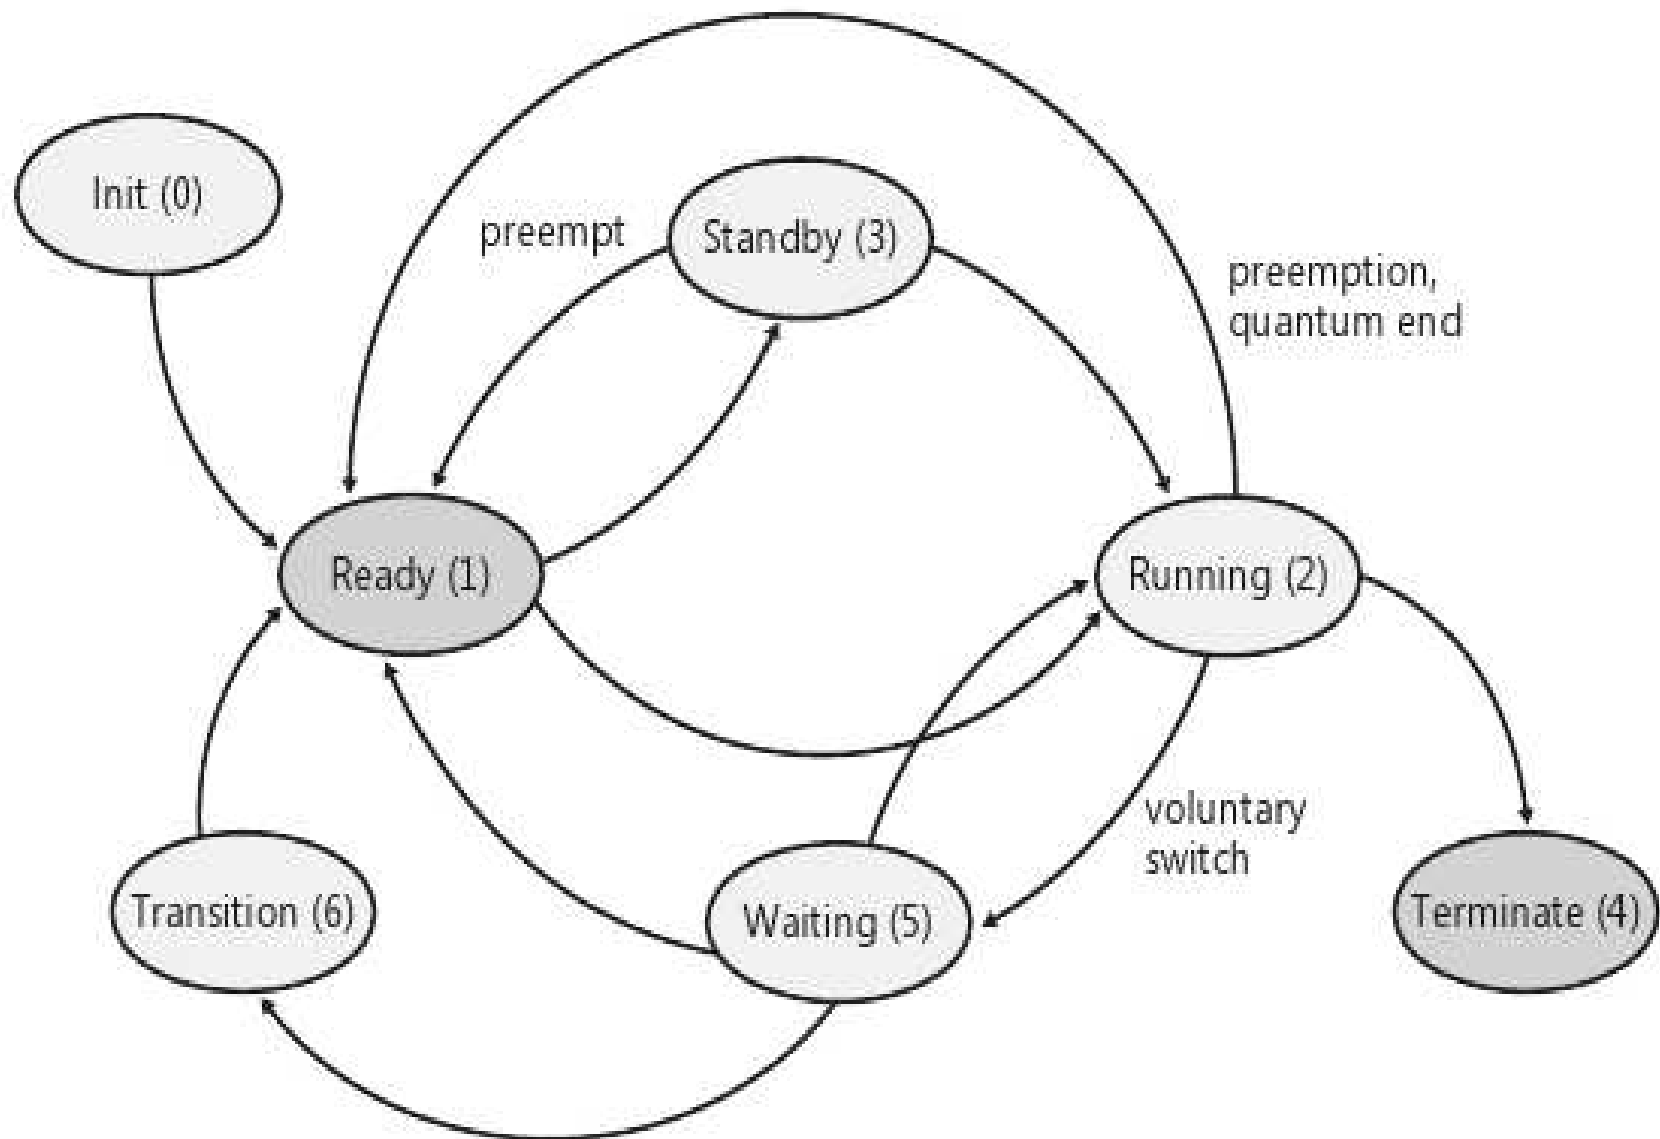 Init (0)
preempt
Standby (3)
preemption,
quantum end
Ready (1)
Running (2)
voluntary
switch
Transition (6)
Waiting (5)
Terminate (4)